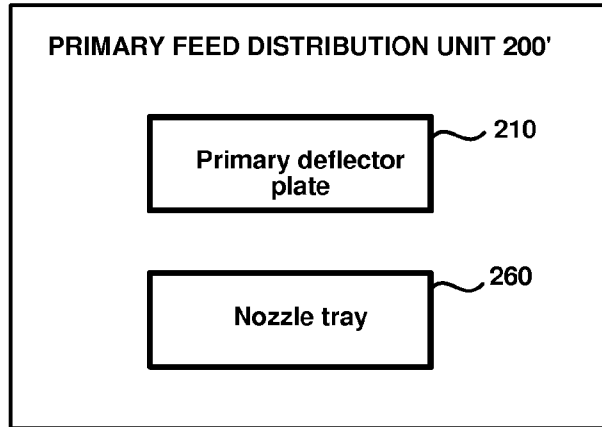 PRIMARY FEED DISTRIBUTION UNIT 200'
210
Primary deflector
plate
260
Nozzle tray